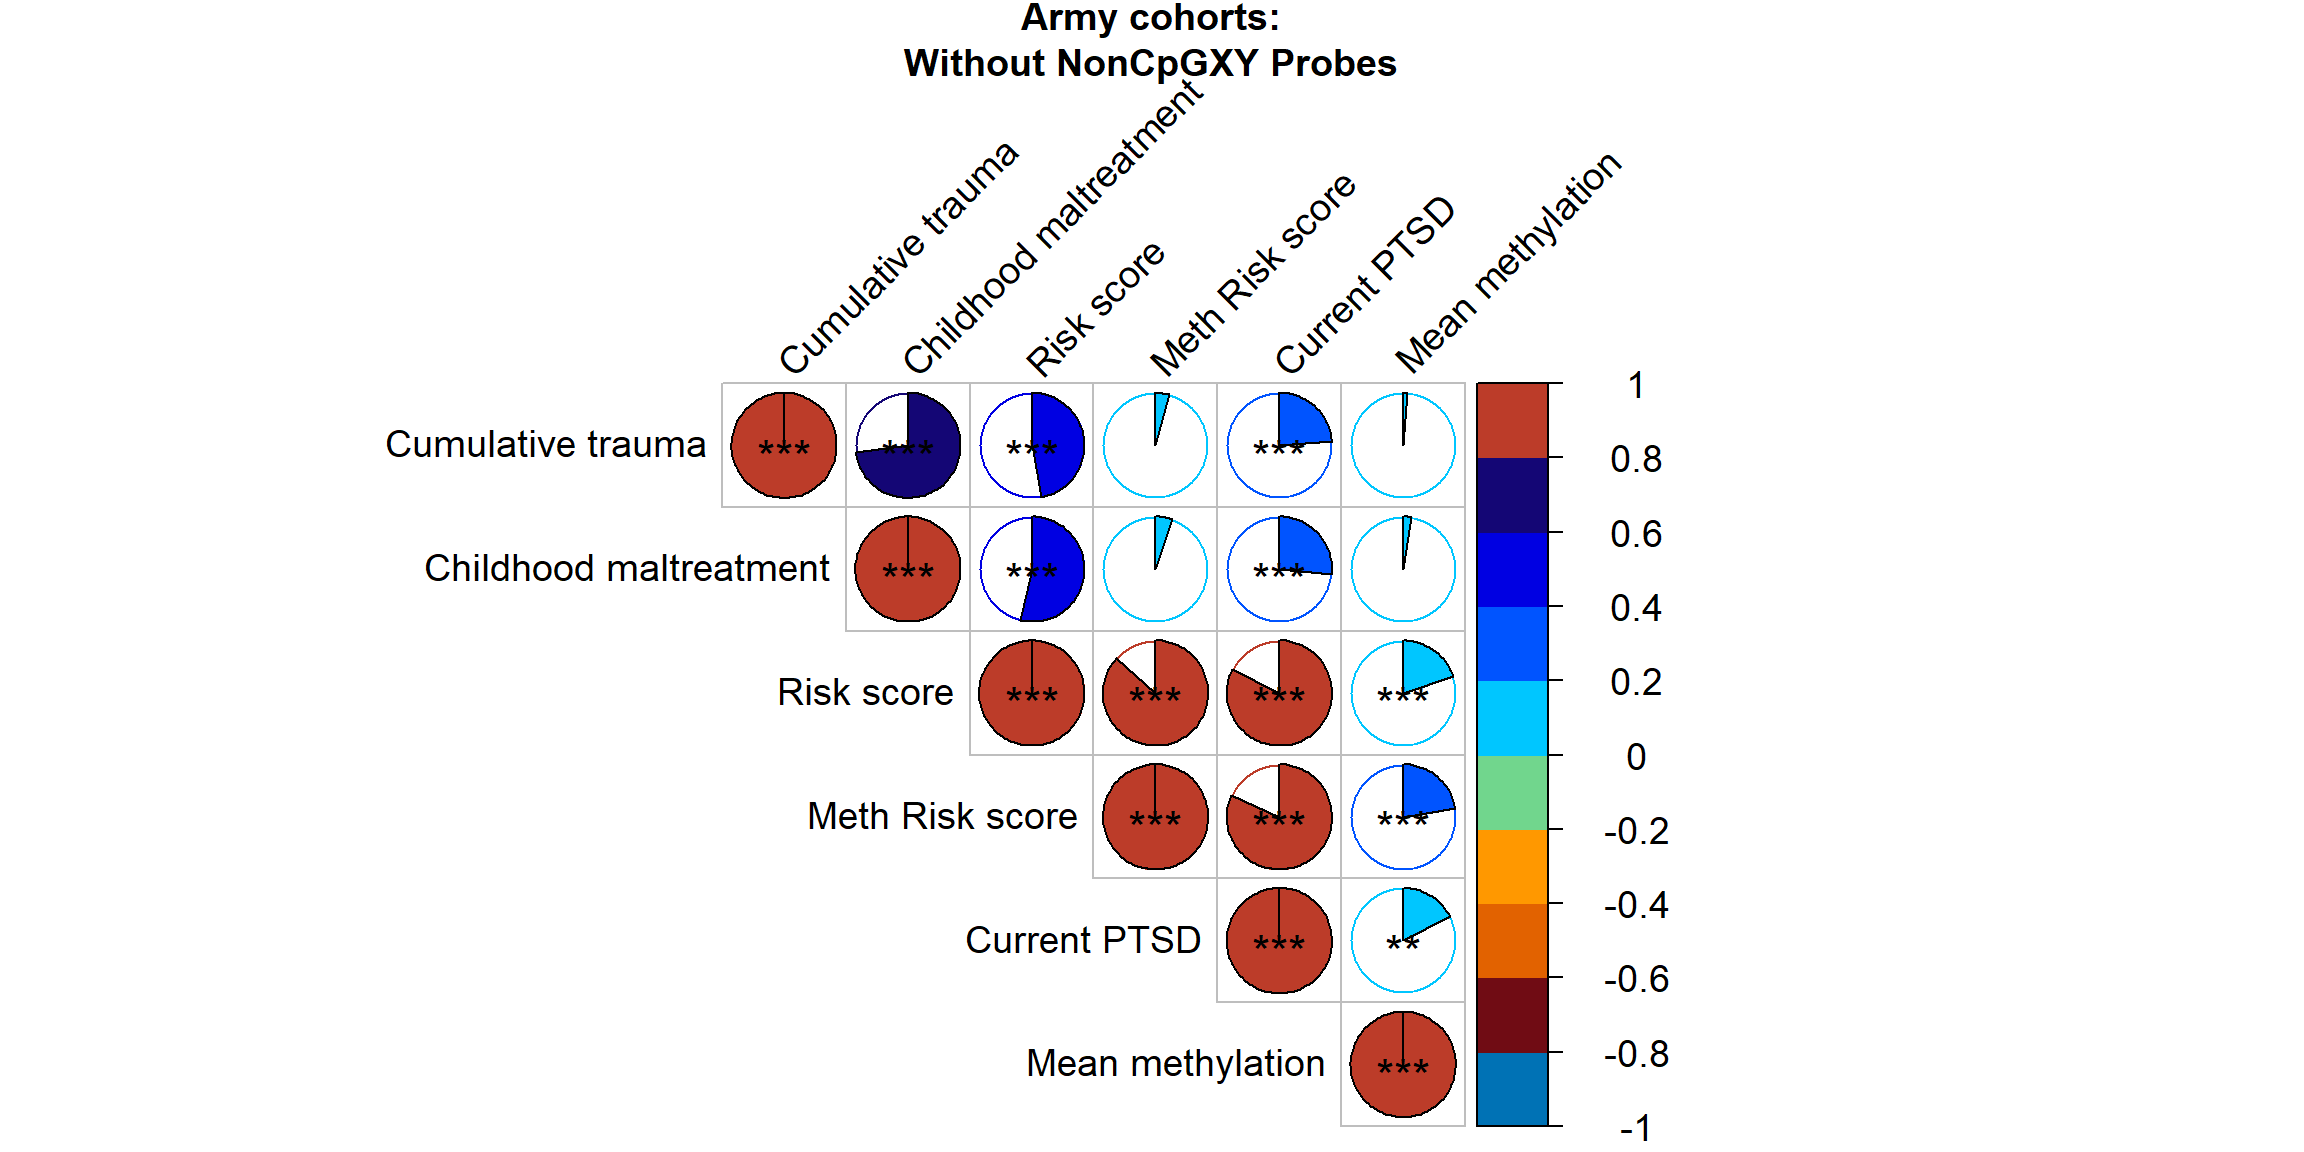 Army cohorts:
Without NonCpGXY Probes
Cumulative trauma
Childhood maltreatment
Risk score
Meth Risk score
Current PTSD
Mean methylation
Cumulative trauma *** *** *** ***
Childhood maltreatment *** *** ***
Risk score *** *** *** ***
Meth Risk score *** *** ***
Current PTSD *** **
Mean methylation ***
1
0.8
0.6
0.4
0.2
0
-0.2
-0.4
-0.6
-0.8
-1